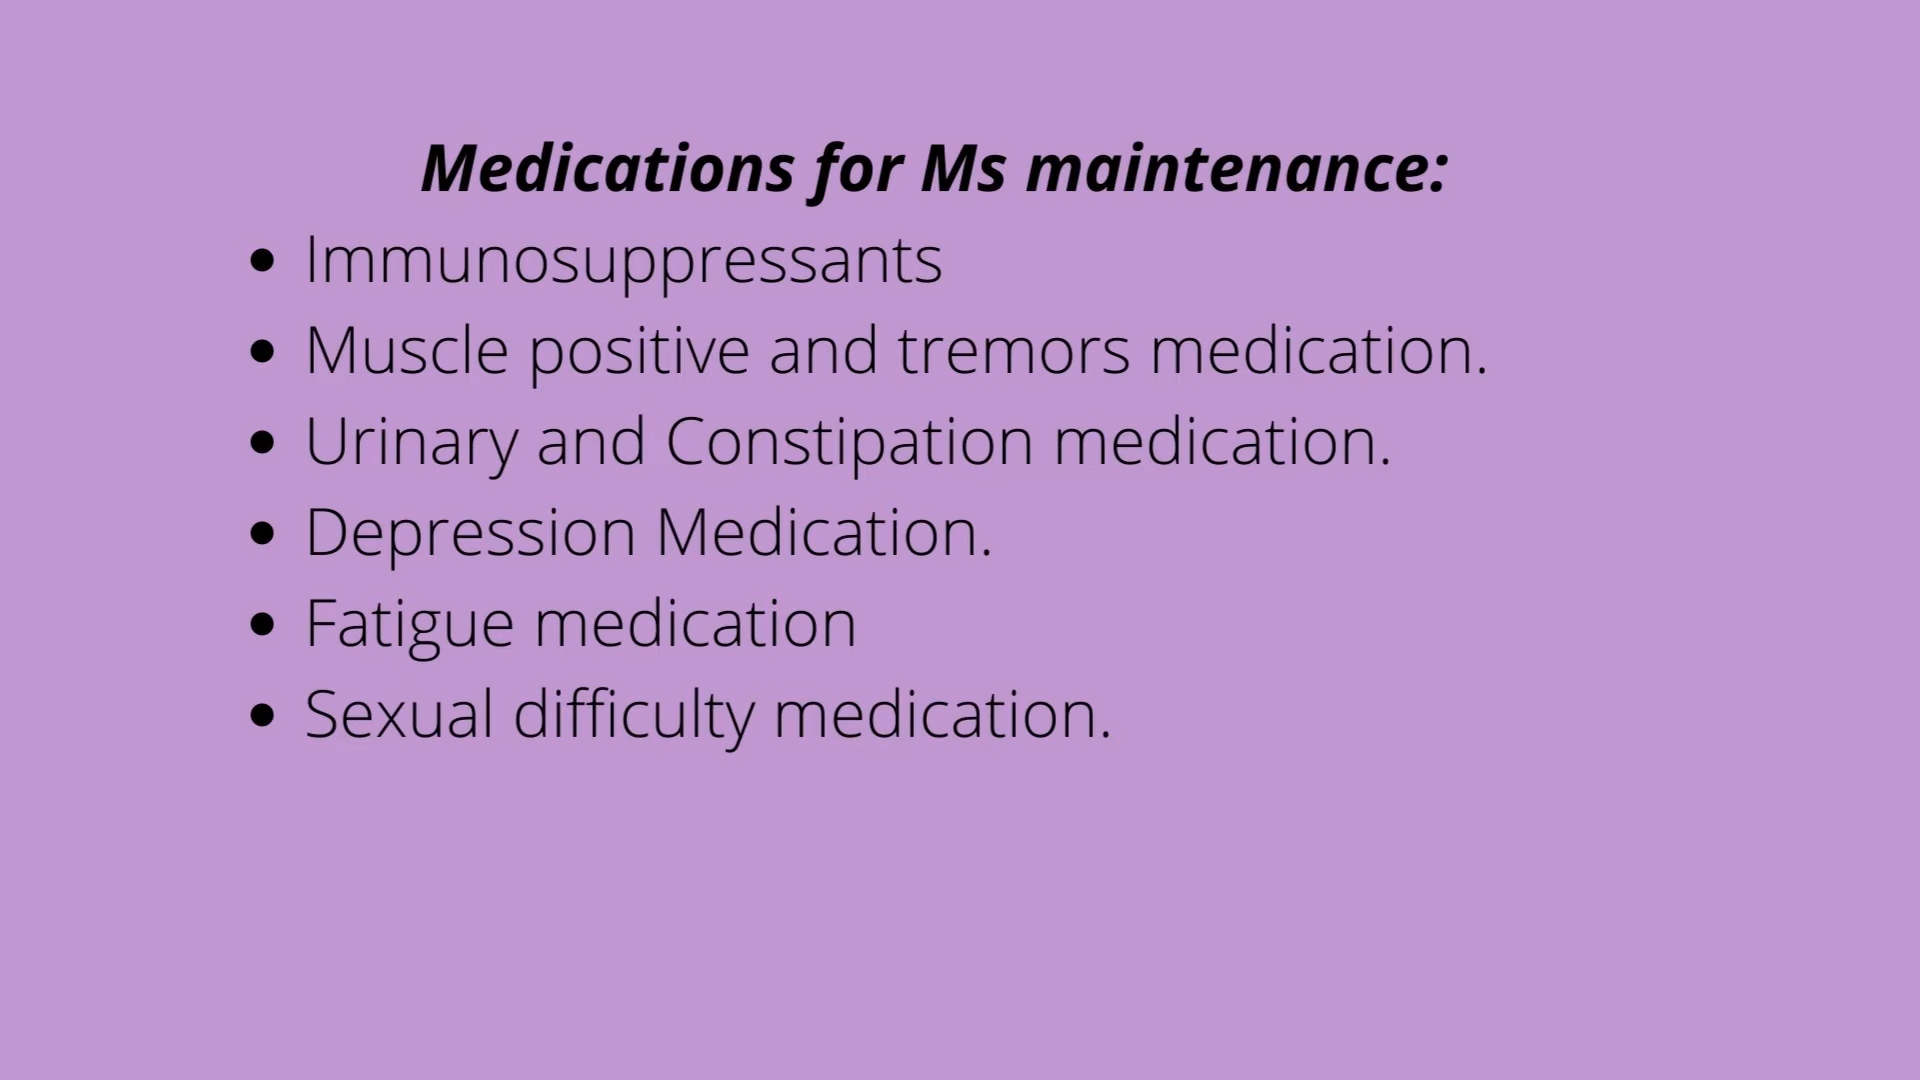 Medications for Ms maintenance:
• Immunosuppressants
• Muscle positive and tremors medication.
• Urinary and Constipation medication.
• Depression Medication.
• Fatigue medication
• Sexual difficulty medication.